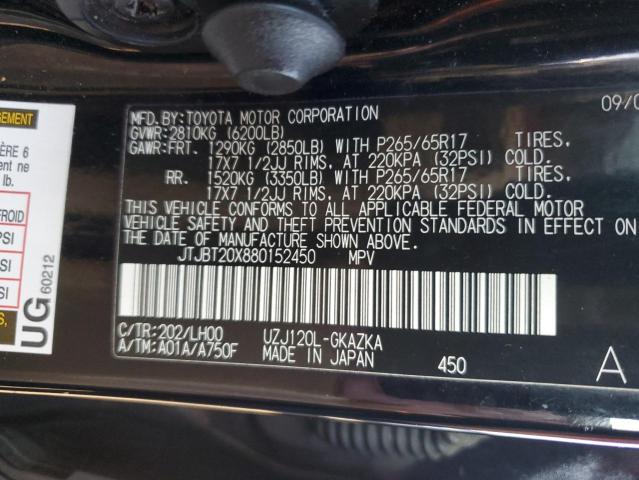 MFD.BY:TOYOTA MOTOR CORPORATION 09/0
GVWR:2810KG (6200LB)
GAWR:FRT. 1290KG (2850LB) WITH P265/65R17 TIRES,
17X7 1/2JJ RIMS, AT 220KPA (32PSI) COLD.
RR. 1520KG (3350LB) WITH P265/65R17 TIRES,
17X7 1/2JJ RIMS, AT 220KPA (32PSI) COLD.
THIS VEHICLE CONFORMS TO ALL APPLICABLE FEDERAL MOTOR
VEHICLE SAFETY AND THEFT PREVENTION STANDARDS IN EFFECT ON
THE DATE OF MANUFACTURE SHOWN ABOVE.
JTJBT20X880152450 MPV
C/TR:202/LH00 UZJ120L-GKAZKA
A/TM:A01A/A750F MADE IN JAPAN 450 A
GEMENT
ÈRE 6
ent ne
lb.
FROID
PSI
SI
SI
S,
UG 60212